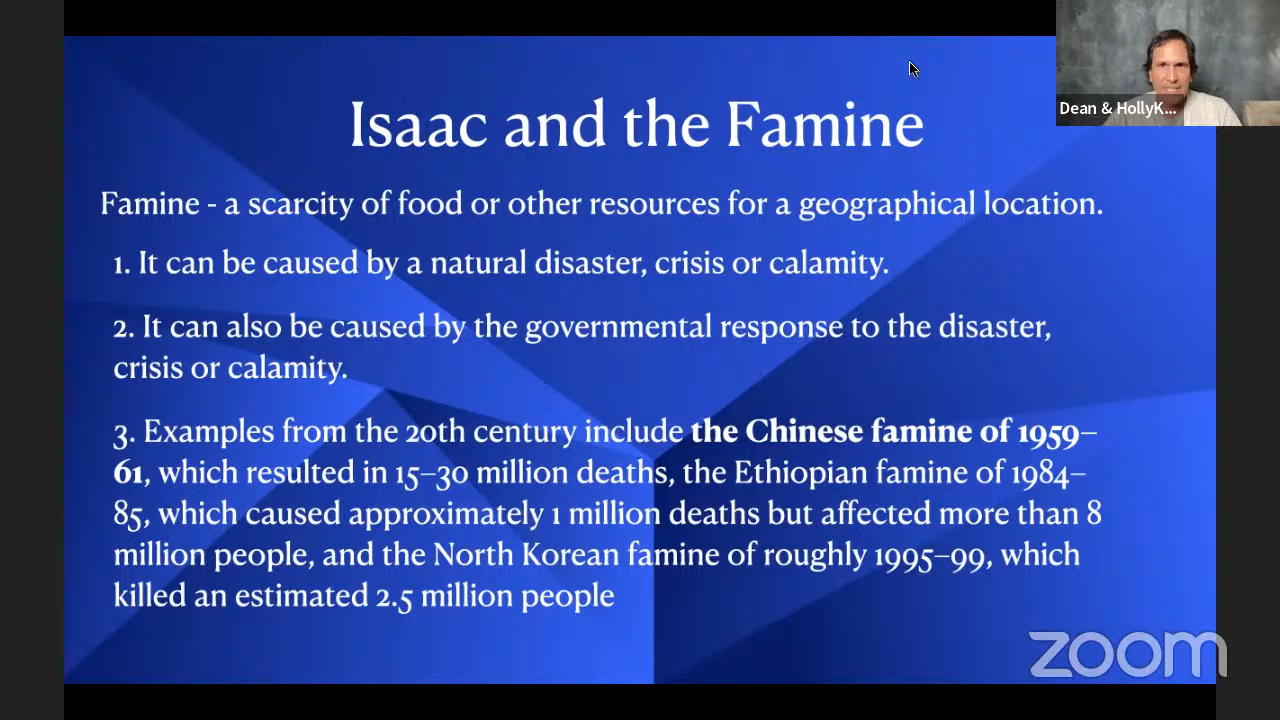 Isaac and the Famine
Dean & HollyK...
Famine - a scarcity of food or other resources for a geographical location.
1. It can be caused by a natural disaster, crisis or calamity.
2. It can also be caused by the governmental response to the disaster,
crisis or calamity.
3. Examples from the 20th century include the Chinese famine of 1959–
61, which resulted in 15–30 million deaths, the Ethiopian famine of 1984–
85, which caused approximately 1 million deaths but affected more than 8
million people, and the North Korean famine of roughly 1995–99, which
killed an estimated 2.5 million people
zoom